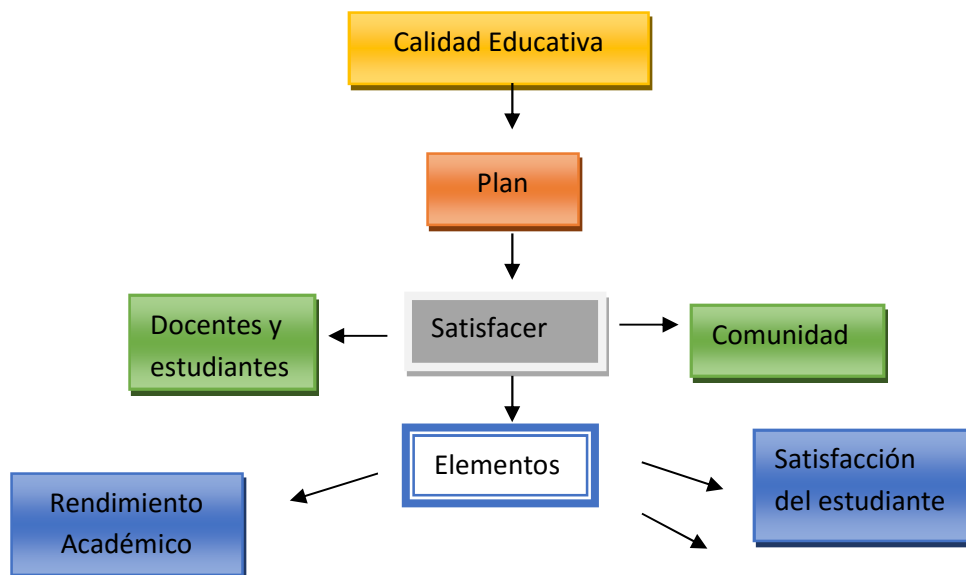 Calidad Educativa
Plan
Docentes y
estudiantes
Satisfacer
Comunidad
Elementos
Rendimiento
Académico
Satisfacción
del estudiante